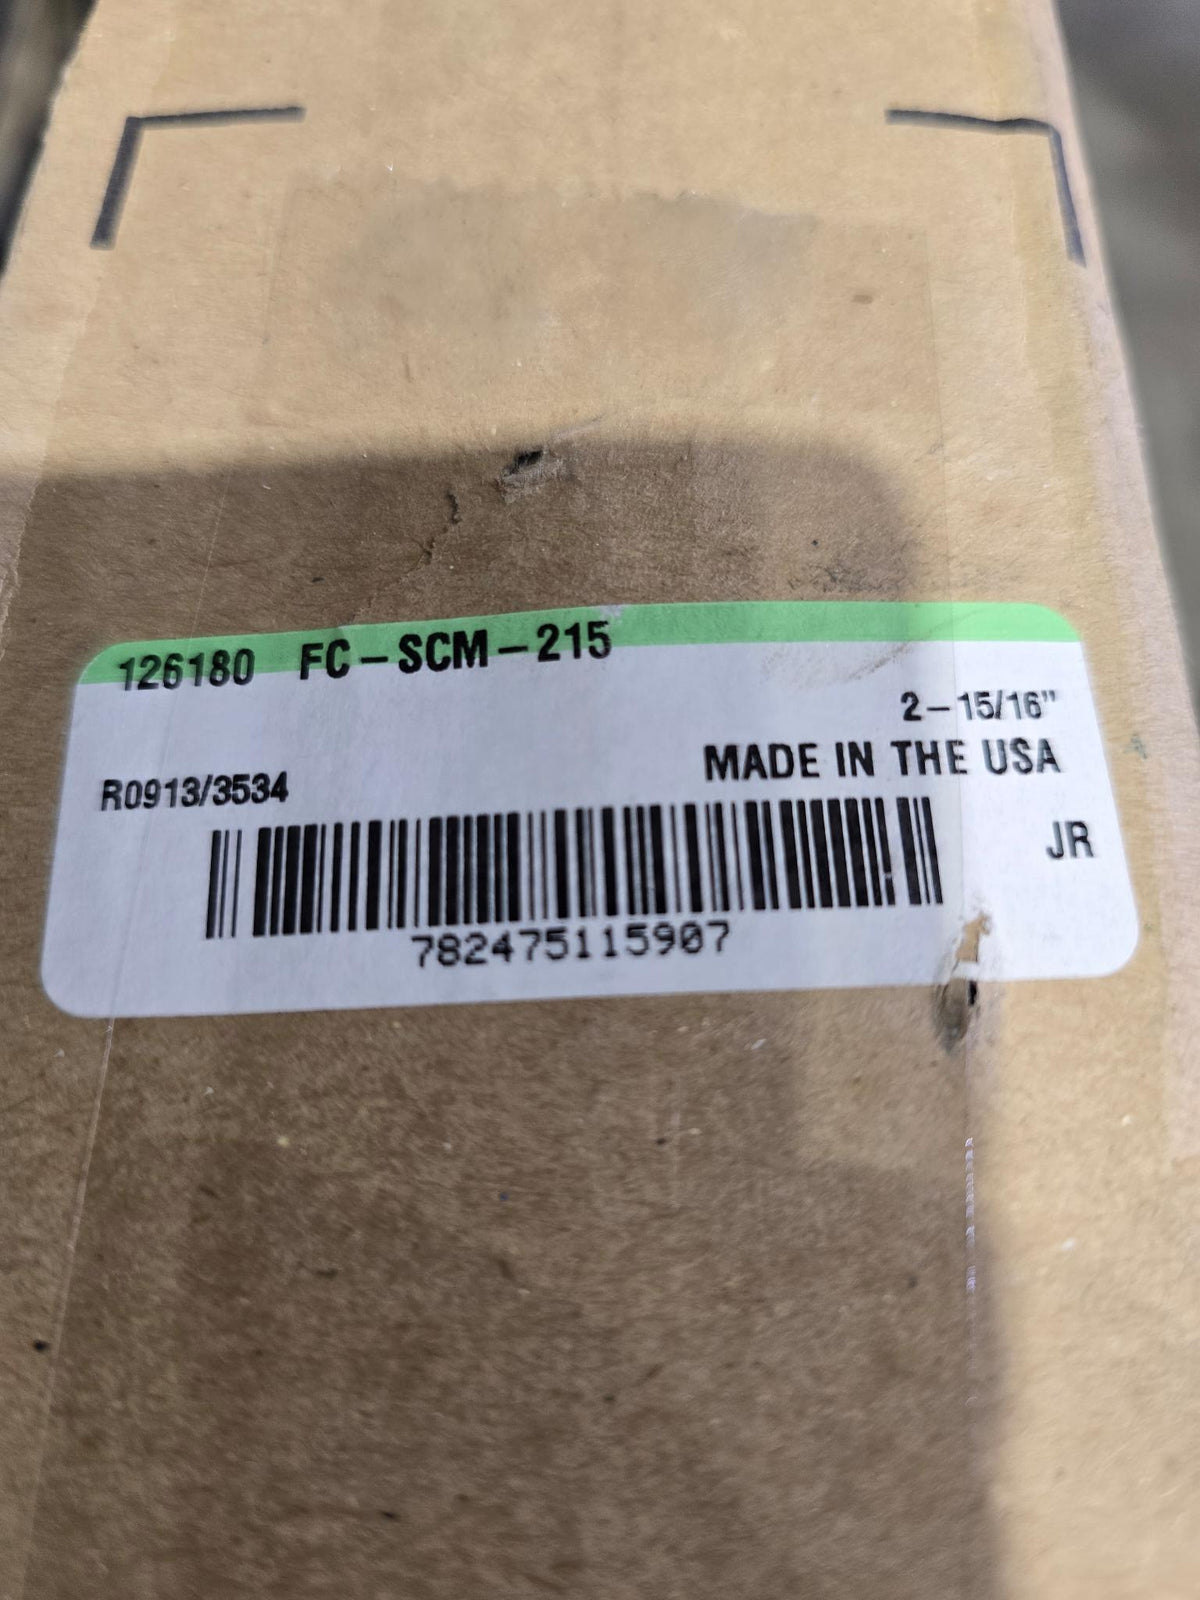 126180 FC-SCM-215
2-15/16"
MADE IN THE USA
R0913/3534
JR
782475115907